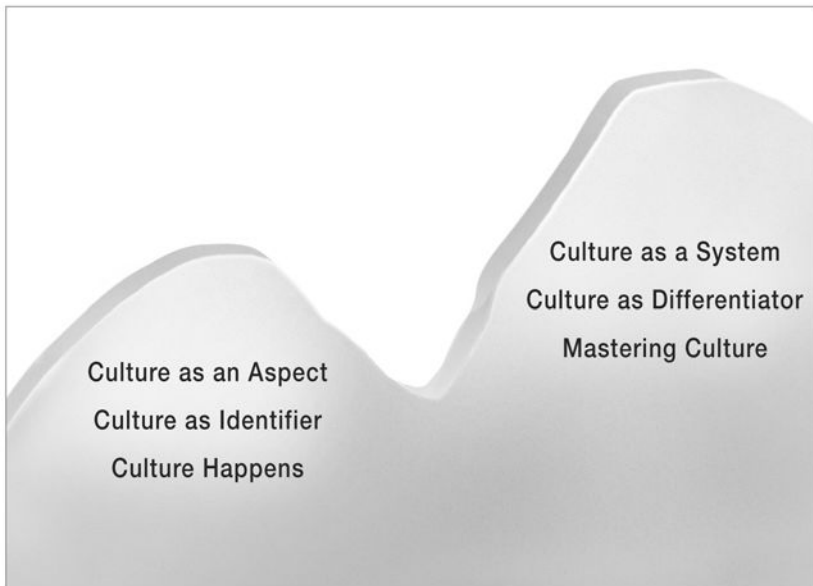 Culture as an Aspect
Culture as Identifier
Culture Happens
Culture as a System
Culture as Differentiator
Mastering Culture